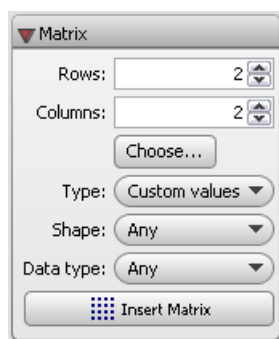 Matrix
Rows: 2
Columns: 2
Choose...
Type: Custom values
Shape: Any
Data type: Any
Insert Matrix